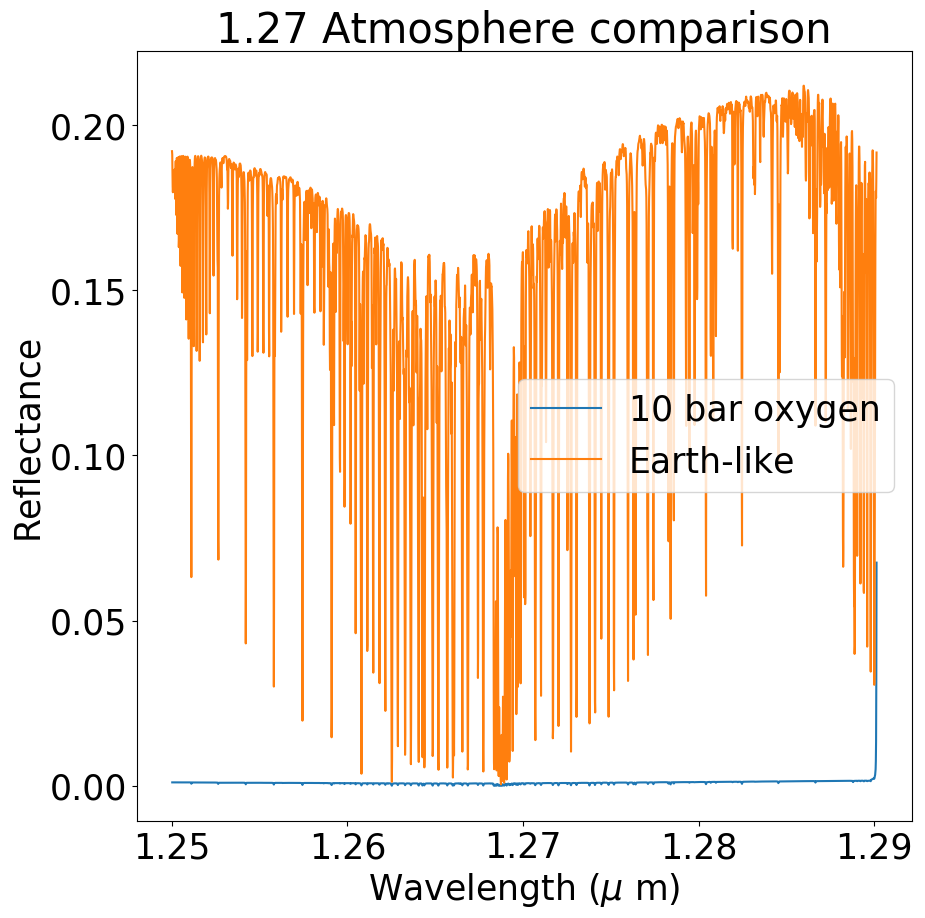 1.27 Atmosphere comparison
0.20
0.15
0.10
0.05
0.00
Reflectance
10 bar oxygen
Earth-like
1.25 1.26 1.27 1.28 1.29
Wavelength (μ m)